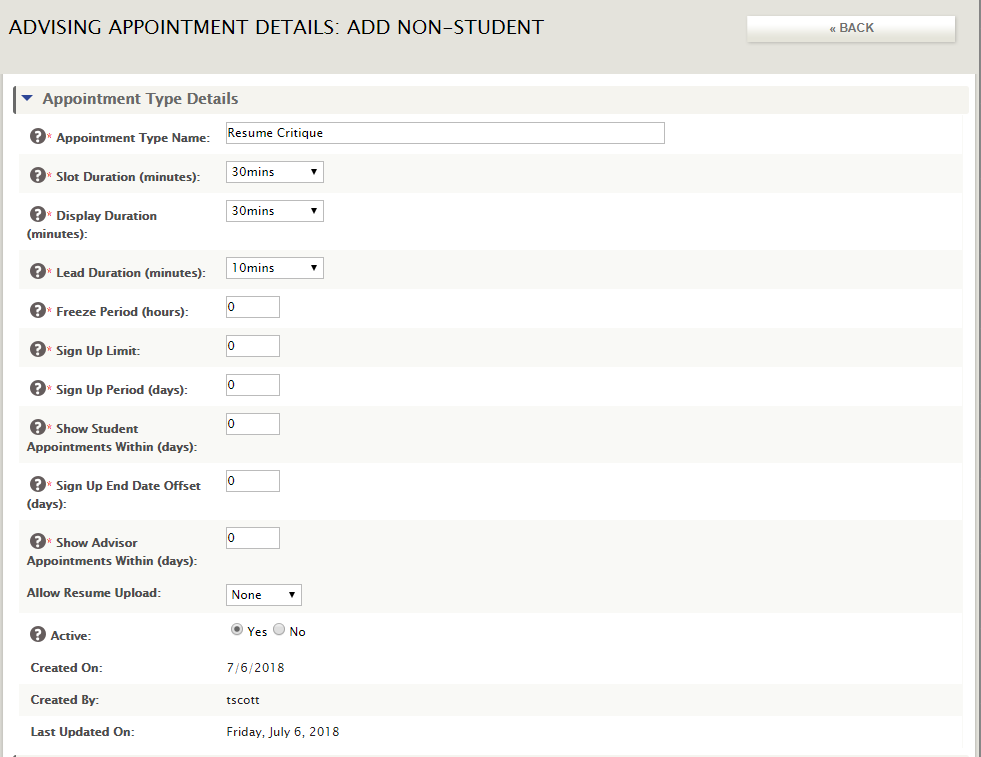 ADVISING APPOINTMENT DETAILS: ADD NON-STUDENT
« BACK
Appointment Type Details
? * Appointment Type Name: Resume Critique
? * Slot Duration (minutes): 30mins
? * Display Duration
(minutes): 30mins
? * Lead Duration (minutes): 10mins
? * Freeze Period (hours): 0
? * Sign Up Limit: 0
? * Sign Up Period (days): 0
? * Show Student
Appointments Within (days): 0
? * Sign Up End Date Offset
(days): 0
? * Show Advisor
Appointments Within (days): 0
Allow Resume Upload: None
? Active: Yes No
Created On: 7/6/2018
Created By: tscott
Last Updated On: Friday, July 6, 2018